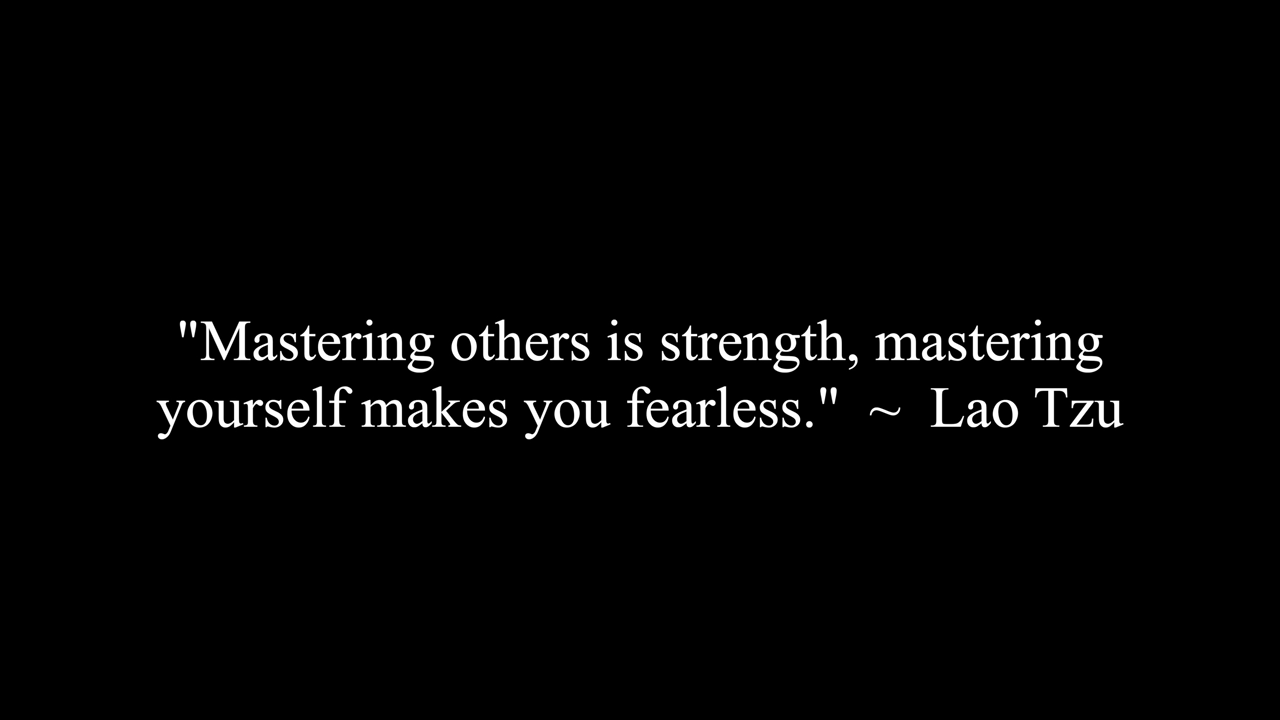 "Mastering others is strength, mastering
yourself makes you fearless."  ~  Lao Tzu